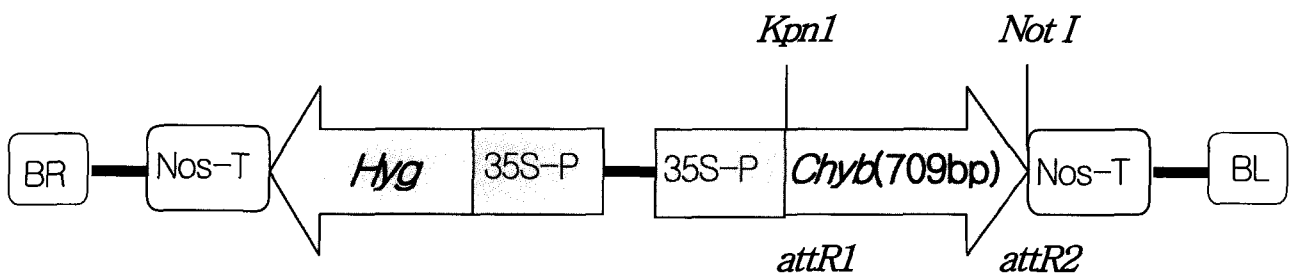 Kpn1 Not I
BR Nos-T Hyg 35S-P 35S-P Chyb(709bp) Nos-T BL
attR1 attR2